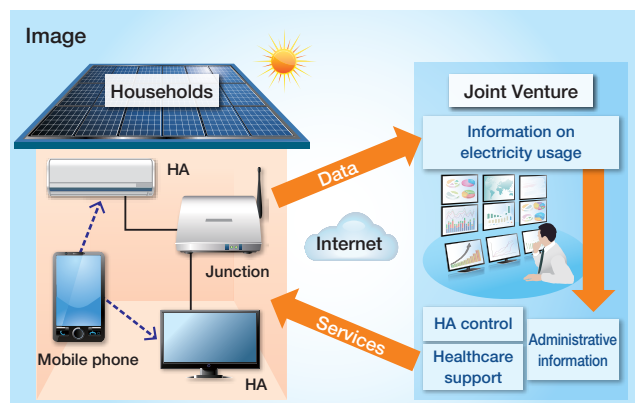 Image
Households
HA
Junction
Mobile phone
HA
Data
Internet
Services
Joint Venture
Information on
electricity usage
HA control
Healthcare
support
Administrative
information